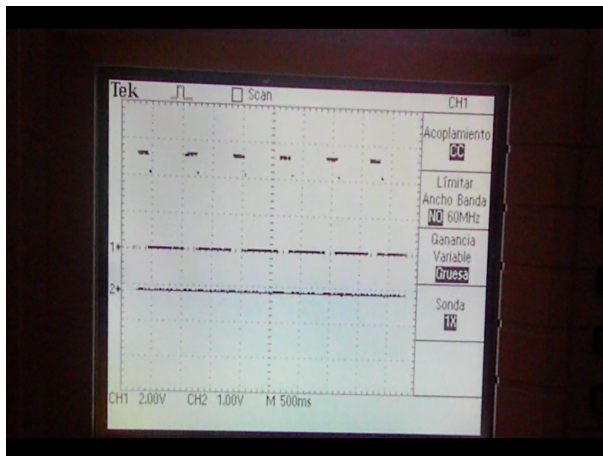 Tek Scan CH1
Acoplamiento
CC
Límitar
Ancho Banda
NO 60MHz
Ganancia
Variable
Gruesa
Sonda
1X
1
2
CH1 2.00V CH2 1.00V M 500ms